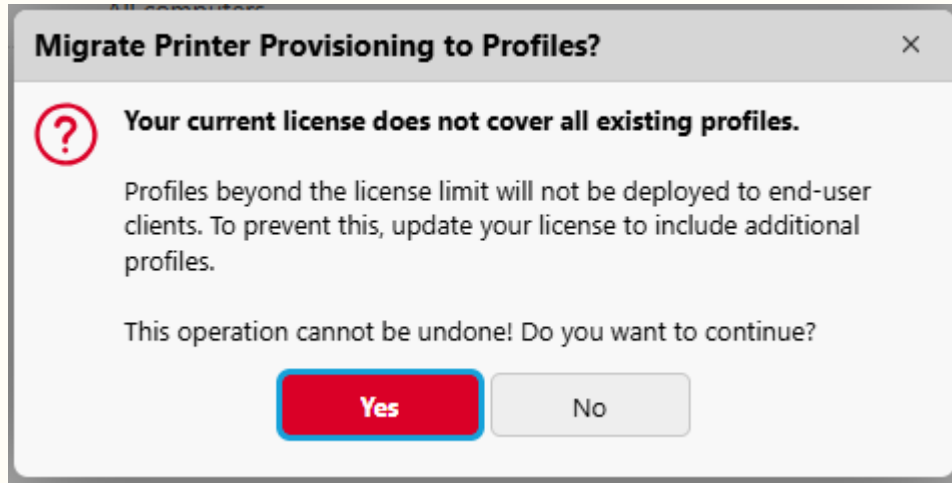 All computers
Migrate Printer Provisioning to Profiles?
Your current license does not cover all existing profiles.
Profiles beyond the license limit will not be deployed to end-user
clients. To prevent this, update your license to include additional
profiles.
This operation cannot be undone! Do you want to continue?
Yes
No